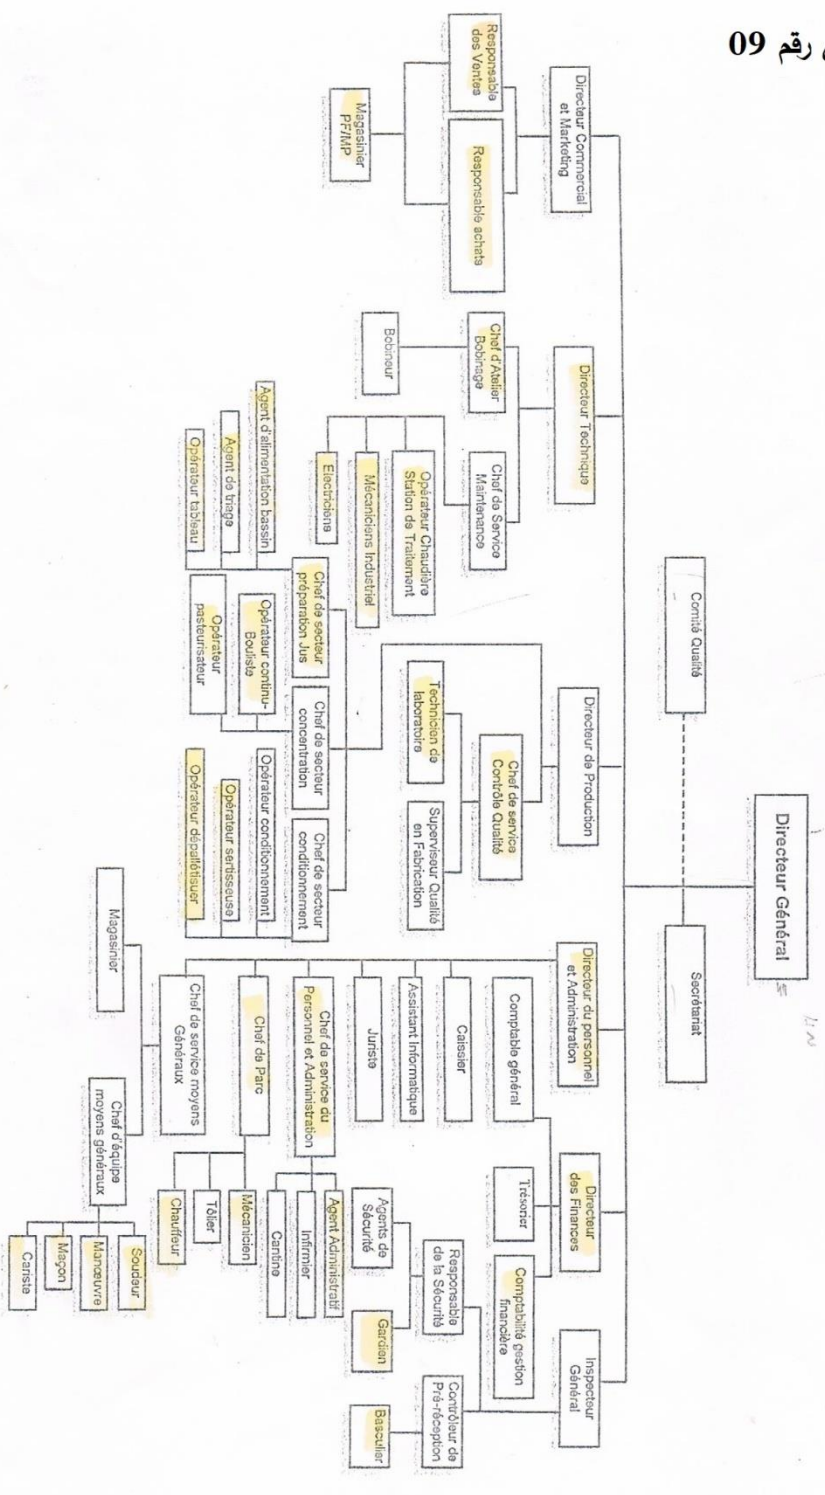 رقم 09
Directeur Général
Comité Qualité
Secrétariat
Directeur Commercial
et Marketing
Directeur Technique
Directeur de Production
Directeur du personnel
et Administration
Directeur
des Finances
Inspecteur
Général
Responsable
des Ventes
Responsable achats
Magasinier
PF/MP
Chef d'Atelier
Bobinage
Chef de Service
Maintenance
Bobineur
Opérateur Chaudière
Station de Traitement
Mécaniciens Industriel
Electriciens
Chef de service
Contrôle Qualité
Technicien de
laboratoire
Superviseur Qualité
en Fabrication
Chef de secteur
préparation Jus
Chef de secteur
concentration
Chef de secteur
conditionnement
Agent d'alimentation bassin
Agent de triage
Opérateur tableau
Opérateur continu-
Bouliste
Opérateur
pasteurisateur
Opérateur conditionnement
Opérateur sertisseuse
Opérateur dépallétisuer
Caissier
Assistant Informatique
Juriste
Chef de service du
Personnel et Administration
Chef de Parc
Chef de service moyens
Généraux
Agent Administratif
Infirmier
Cantine
Mécanicien
Tôlier
Chauffeur
Magasinier
Chef d'équipe
moyens généraux
Soudeur
Manœuvre
Maçon
Cariste
Comptable général
Trésorier
Comptabilité gestion
financière
Responsable
de la Sécurité
Contrôleur de
Pré-réception
Agents de
Sécurité
Gardien
Basculier